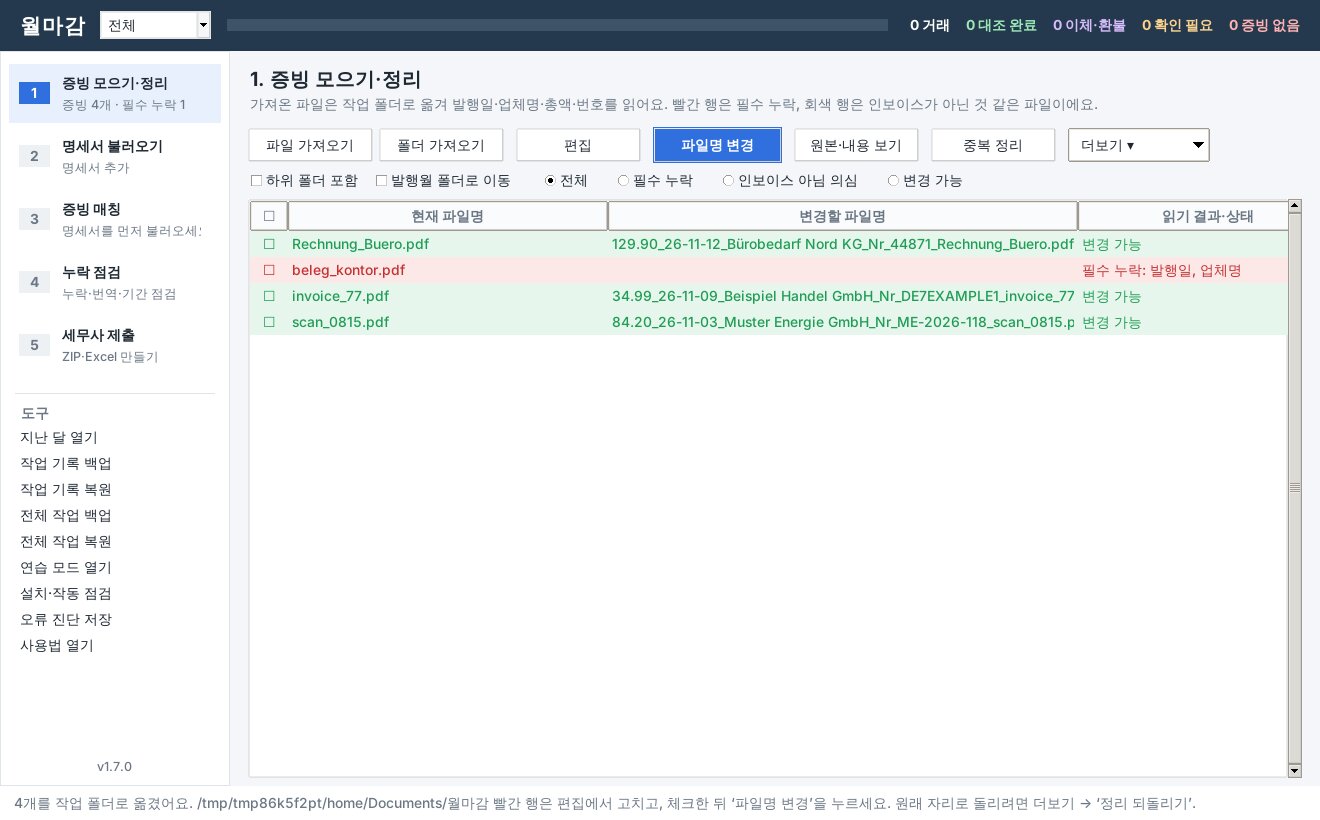 월마감 전체 0 거래 0 대조 완료 0 이체·환불 0 확인 필요 0 증빙 없음
1 증빙 모으기·정리
증빙 4개 · 필수 누락 1
2 명세서 불러오기
명세서 추가
3 증빙 매칭
명세서를 먼저 불러오세
4 누락 점검
누락·번역·기간 점검
5 세무사 제출
ZIP·Excel 만들기
도구
지난 달 열기
작업 기록 백업
작업 기록 복원
전체 작업 백업
전체 작업 복원
연습 모드 열기
설치·작동 점검
오류 진단 저장
사용법 열기
v1.7.0
1. 증빙 모으기·정리
가져온 파일은 작업 폴더로 옮겨 발행일·업체명·총액·번호를 읽어요. 빨간 행은 필수 누락, 회색 행은 인보이스가 아닌 것 같은 파일이에요.
파일 가져오기 폴더 가져오기 편집 파일명 변경 원본·내용 보기 중복 정리 더보기 ▾
하위 폴더 포함 발행월 폴더로 이동 전체 필수 누락 인보이스 아님 의심 변경 가능
☐ 현재 파일명 변경할 파일명 읽기 결과·상태
☐ Rechnung_Buero.pdf 129.90_26-11-12_Bürobedarf Nord KG_Nr_44871_Rechnung_Buero.pdf 변경 가능
☐ beleg_kontor.pdf 필수 누락: 발행일, 업체명
☐ invoice_77.pdf 34.99_26-11-09_Beispiel Handel GmbH_Nr_DE7EXAMPLE1_invoice_77 변경 가능
☐ scan_0815.pdf 84.20_26-11-03_Muster Energie GmbH_Nr_ME-2026-118_scan_0815.p 변경 가능
4개를 작업 폴더로 옮겼어요. /tmp/tmp86k5f2pt/home/Documents/월마감 빨간 행은 편집에서 고치고, 체크한 뒤 ‘파일명 변경’을 누르세요. 원래 자리로 돌리려면 더보기 → ‘정리 되돌리기’.